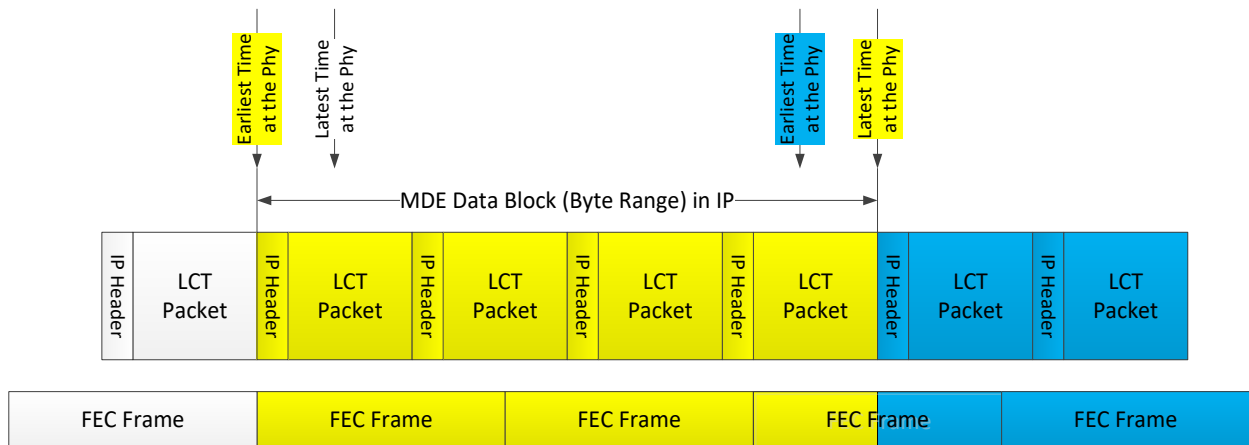 Earliest Time
at the Phy
Latest Time
at the Phy
Earliest Time
at the Phy
Latest Time
at the Phy
MDE Data Block (Byte Range) in IP
IP Header
LCT
Packet
IP Header
LCT
Packet
IP Header
LCT
Packet
IP Header
LCT
Packet
IP Header
LCT
Packet
IP Header
LCT
Packet
IP Header
LCT
Packet
FEC Frame
FEC Frame
FEC Frame
FEC Frame
FEC Frame